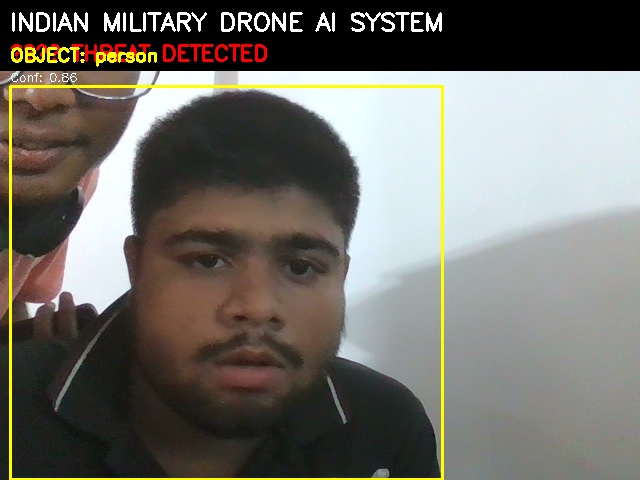 INDIAN MILITARY DRONE AI SYSTEM
THREAT DETECTED
OBJECT: person
Conf: 0.86